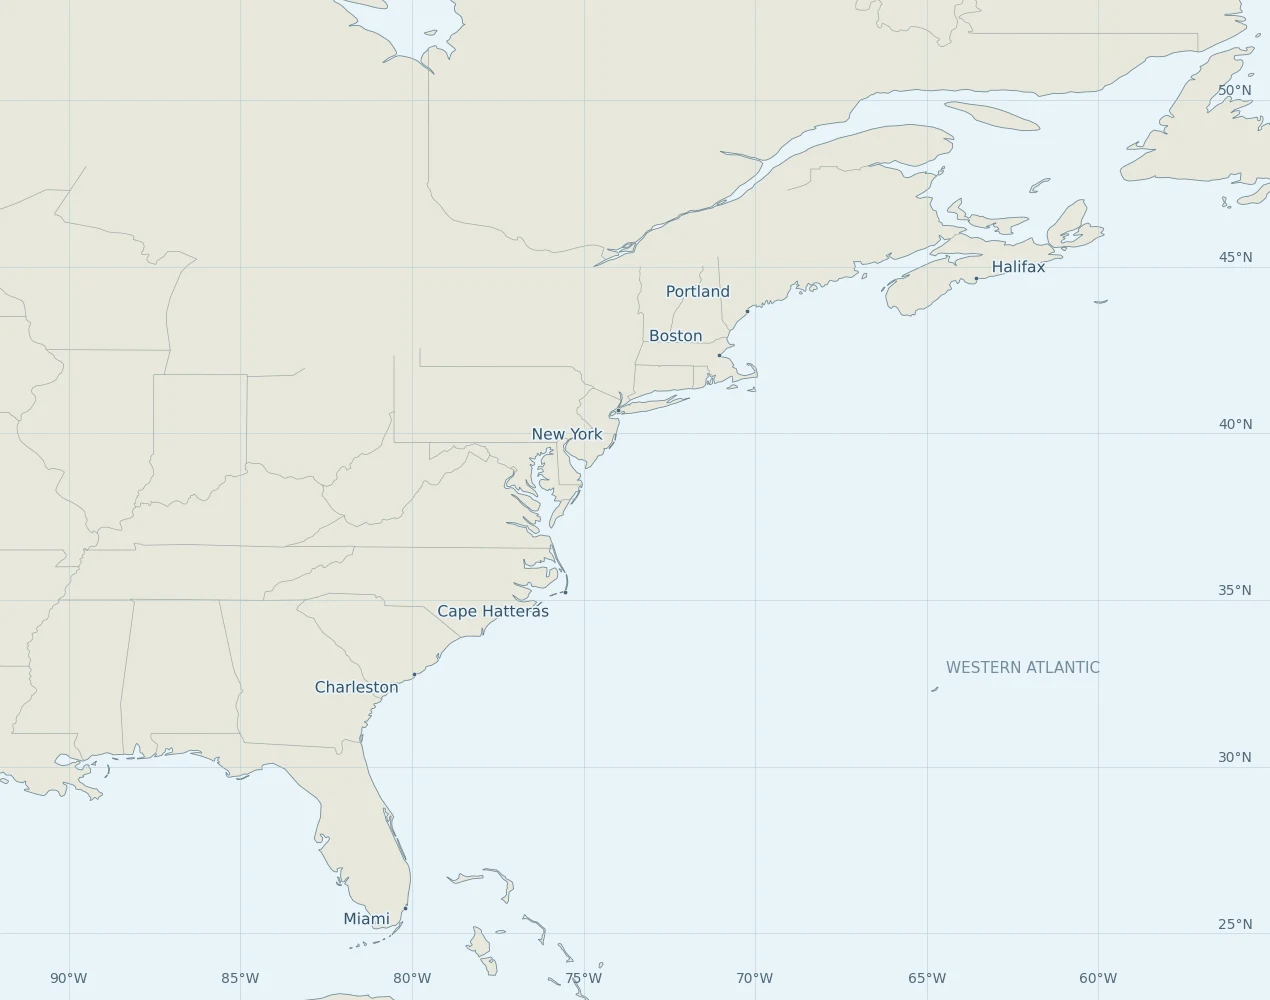 50°N
45°N
Halifax
Portland
Boston
40°N
New York
35°N
Cape Hatteras
WESTERN ATLANTIC
Charleston
30°N
Miami
25°N
90°W 85°W 80°W 75°W 70°W 65°W 60°W